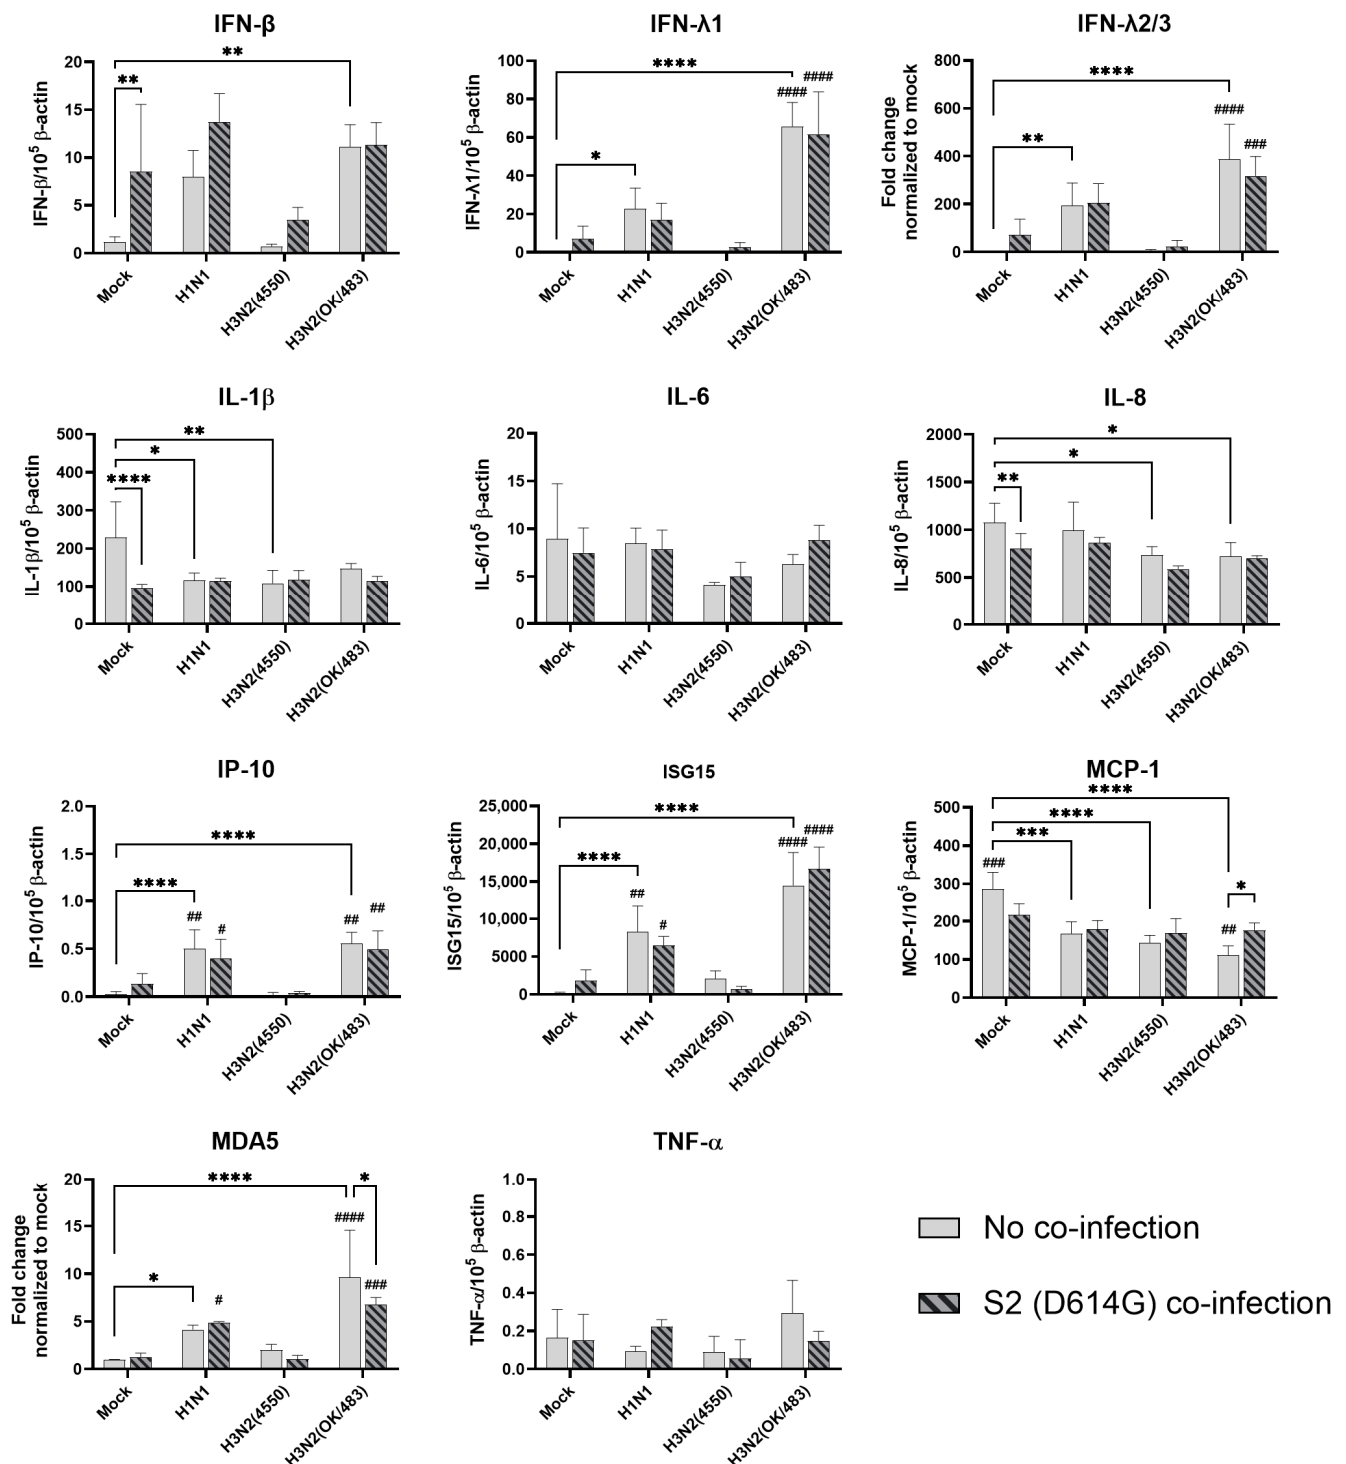 IFN-β
IFN-λ1
IFN-λ2/3
IFN-β/10⁵ β-actin
20
15
10
5
0
**
**
Mock
H1N1
H3N2(4550)
H3N2(OK/483)
IFN-λ1/10⁵ β-actin
100
80
60
40
20
0
****
*
####
####
Mock
H1N1
H3N2(4550)
H3N2(OK/483)
Fold change
normalized to mock
800
600
400
200
0
****
**
####
###
Mock
H1N1
H3N2(4550)
H3N2(OK/483)
IL-1β
IL-6
IL-8
IL-1β/10⁵ β-actin
500
400
300
200
100
0
**
*
****
Mock
H1N1
H3N2(4550)
H3N2(OK/483)
IL-6/10⁵ β-actin
20
15
10
5
0
Mock
H1N1
H3N2(4550)
H3N2(OK/483)
IL-8/10⁵ β-actin
2000
1500
1000
500
0
*
*
**
Mock
H1N1
H3N2(4550)
H3N2(OK/483)
IP-10
ISG15
MCP-1
IP-10/10⁵ β-actin
2.0
1.5
1.0
0.5
0.0
****
****
##
#
##
##
Mock
H1N1
H3N2(4550)
H3N2(OK/483)
ISG15/10⁵ β-actin
25,000
20,000
15,000
10,000
5000
0
****
****
##
#
####
####
Mock
H1N1
H3N2(4550)
H3N2(OK/483)
MCP-1/10⁵ β-actin
500
400
300
200
100
0
****
****
***
###
*
##
Mock
H1N1
H3N2(4550)
H3N2(OK/483)
MDA5
TNF-α
Fold change
normalized to mock
20
15
10
5
0
****
*
*
#
####
###
Mock
H1N1
H3N2(4550)
H3N2(OK/483)
TNF-α/10⁵ β-actin
1.0
0.8
0.6
0.4
0.2
0.0
Mock
H1N1
H3N2(4550)
H3N2(OK/483)
No co-infection
S2 (D614G) co-infection